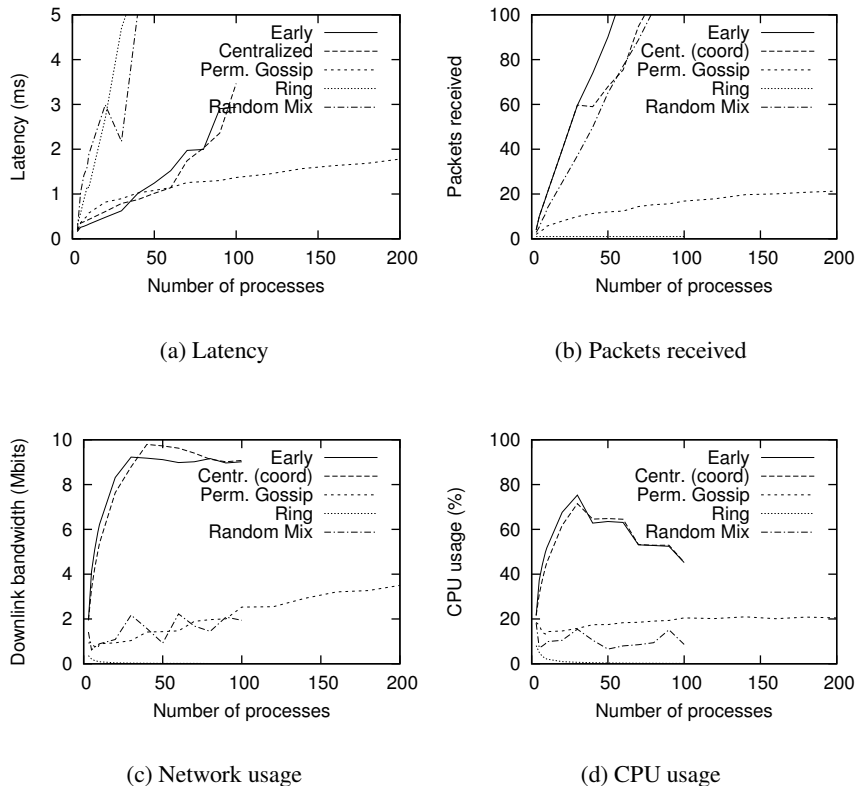 5
4
3
2
1
0
0 50 100 150 200
Latency (ms)
Number of processes
Early
Centralized
Perm. Gossip
Ring
Random Mix
(a) Latency
100
80
60
40
20
0
0 50 100 150 200
Packets received
Number of processes
Early
Cent. (coord)
Perm. Gossip
Ring
Random Mix
(b) Packets received
10
8
6
4
2
0
0 50 100 150 200
Downlink bandwidth (Mbits)
Number of processes
Early
Centr. (coord)
Perm. Gossip
Ring
Random Mix
(c) Network usage
100
80
60
40
20
0
0 50 100 150 200
CPU usage (%)
Number of processes
Early
Centr. (coord)
Perm. Gossip
Ring
Random Mix
(d) CPU usage